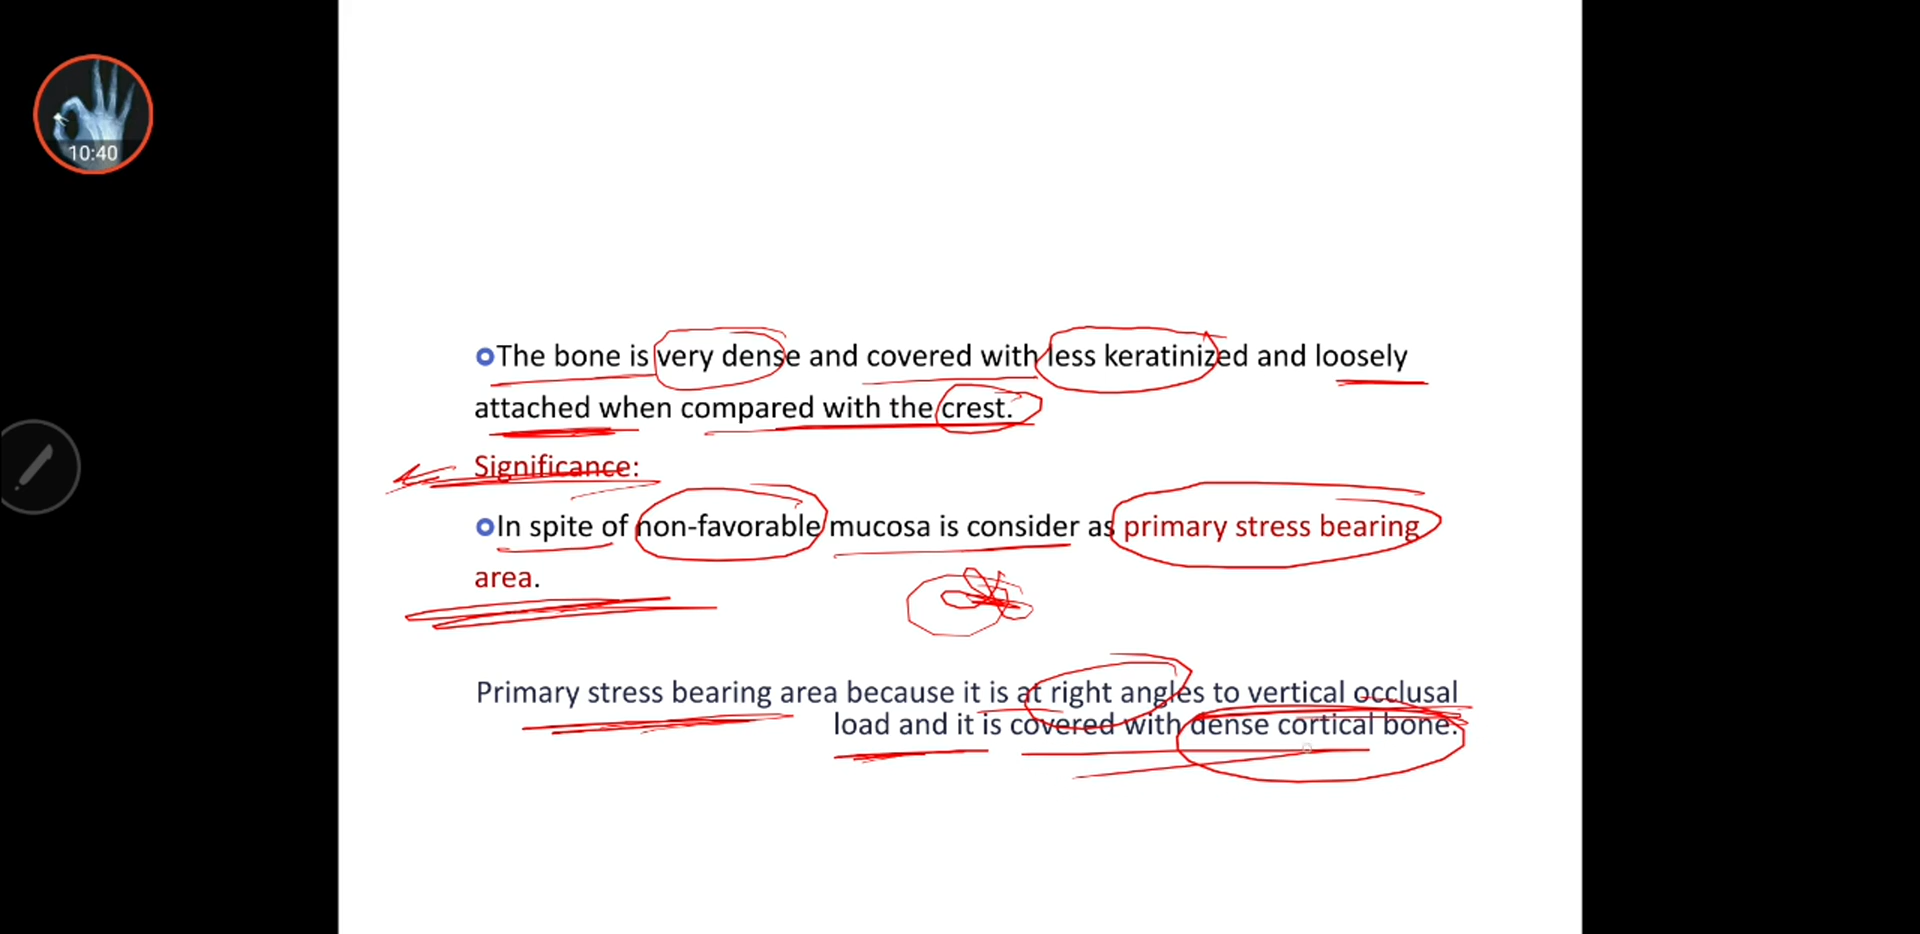 10:40
The bone is very dense and covered with less keratinized and loosely
attached when compared with the crest.
Significance:
In spite of non-favorable mucosa is consider as primary stress bearing
area.
Primary stress bearing area because it is at right angles to vertical occlusal
load and it is covered with dense cortical bone.